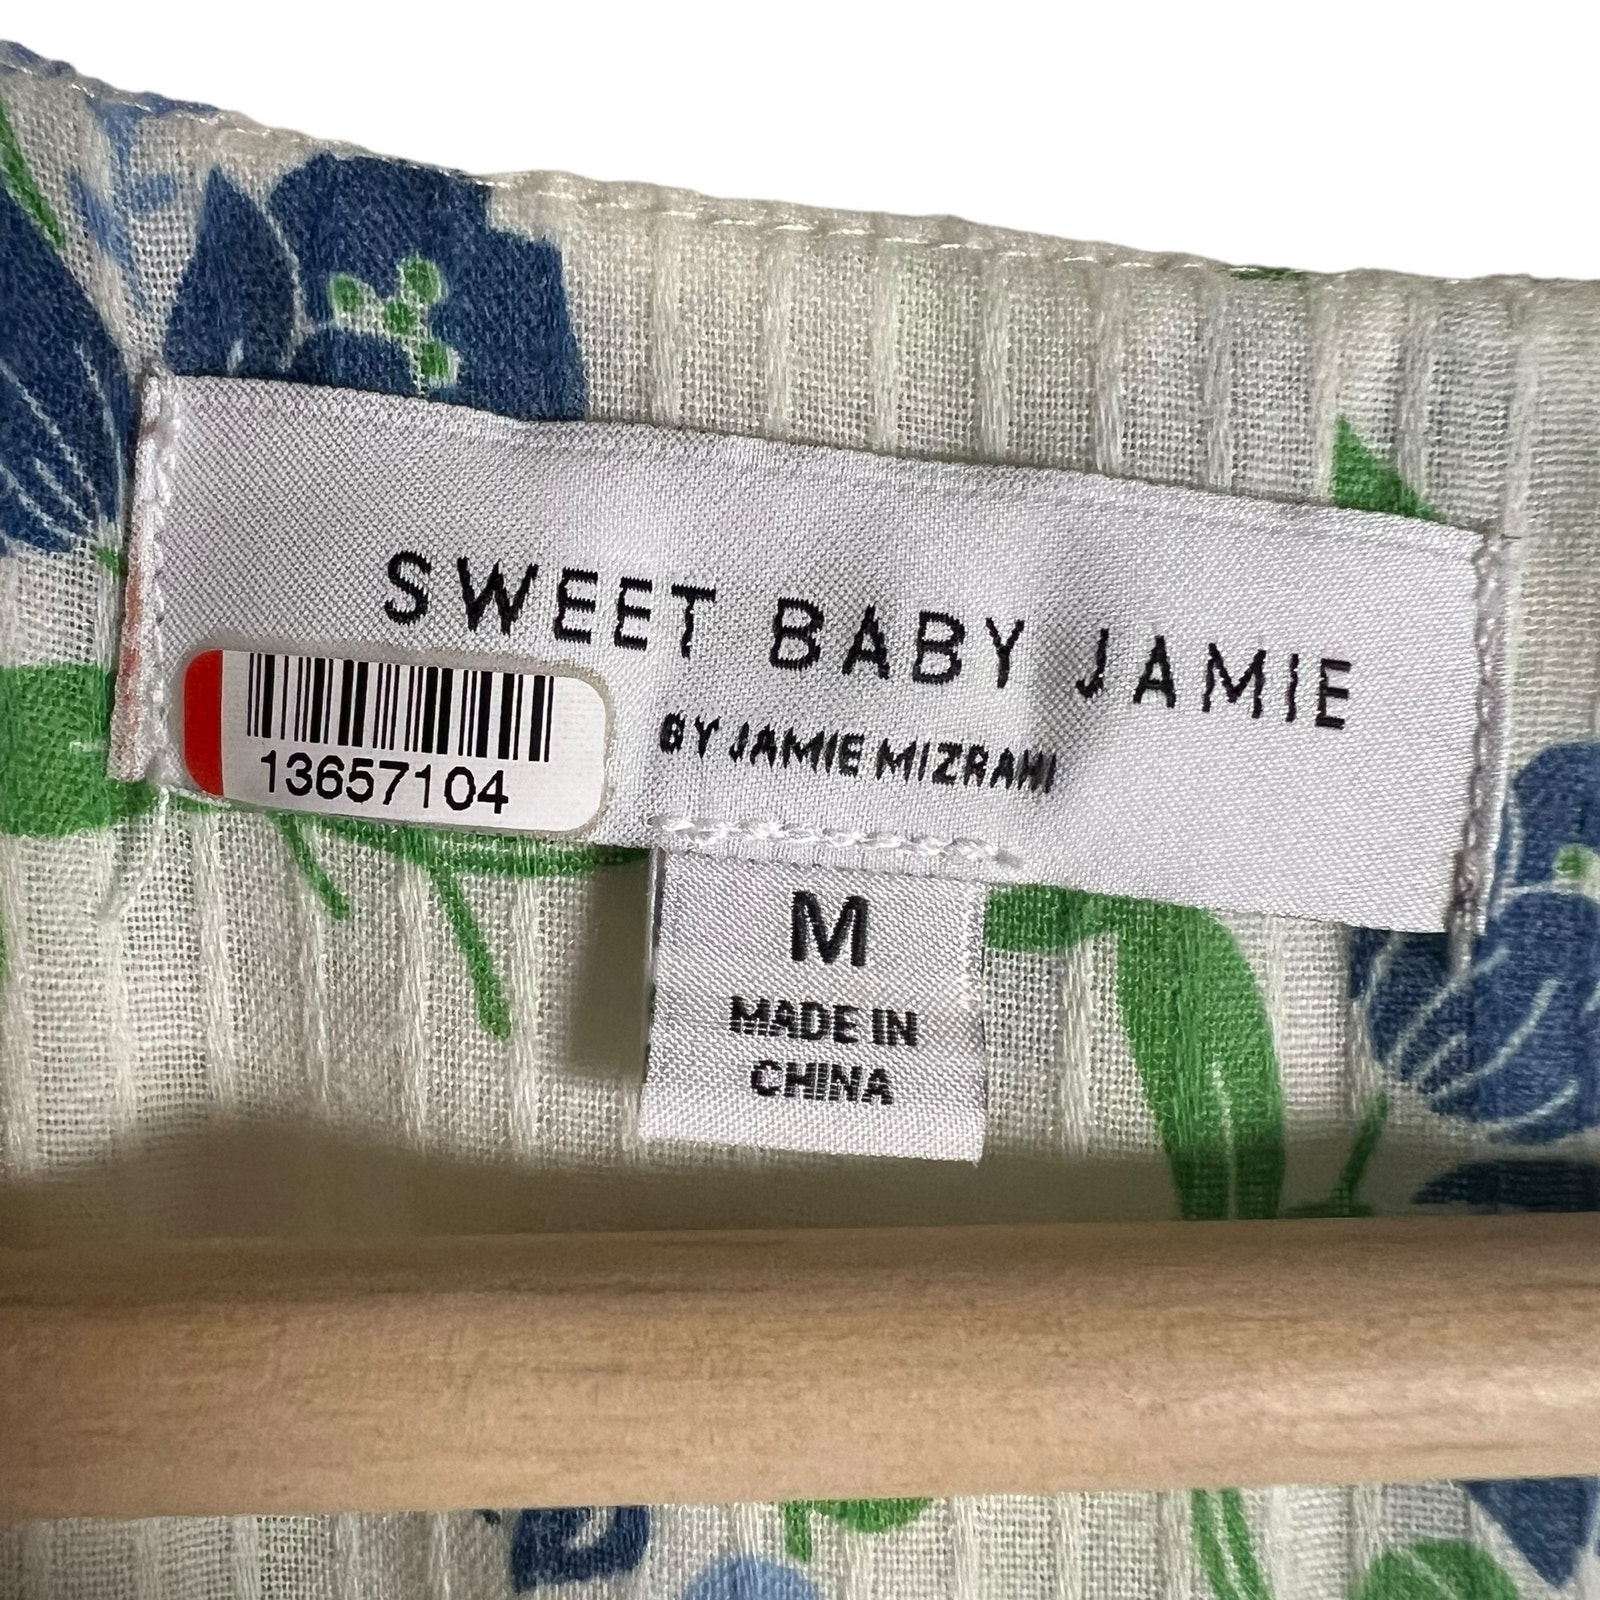 SWEET BABY JAMIE
BY JAMIE MIZRAHI
13657104
M
MADE IN
CHINA